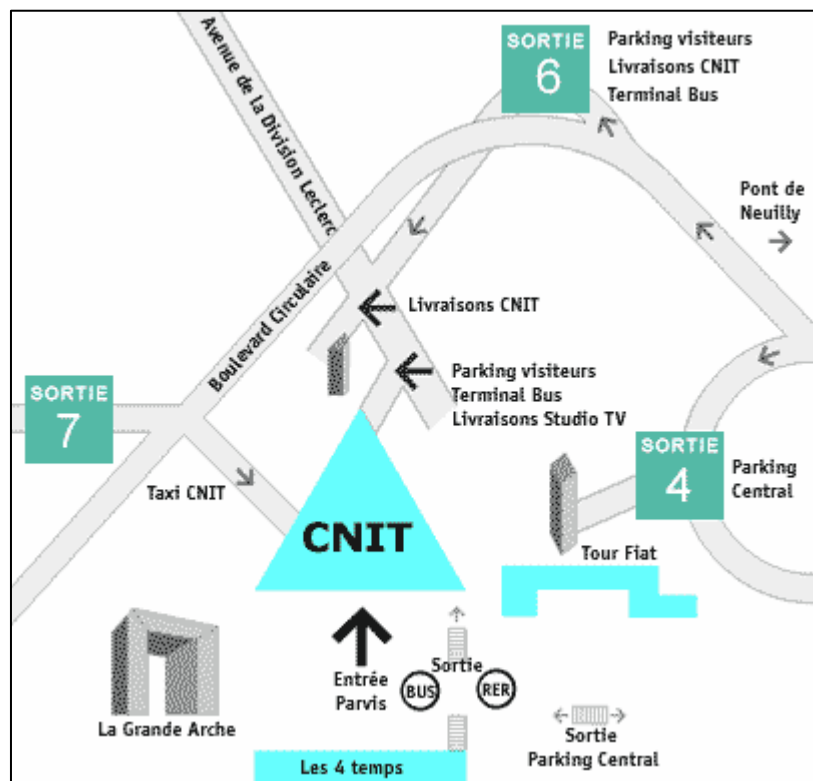 SORTIE
6
Parking visiteurs
Livraisons CNIT
Terminal Bus
Avenue de la Division Leclerc
Pont de
Neuilly
Boulevard Circulaire
Livraisons CNIT
Parking visiteurs
Terminal Bus
Livraisons Studio TV
SORTIE
7
SORTIE
4
Parking
Central
Taxi CNIT
CNIT
Tour Fiat
Entrée
Parvis
Sortie
BUS
RER
La Grande Arche
Sortie
Parking Central
Les 4 temps